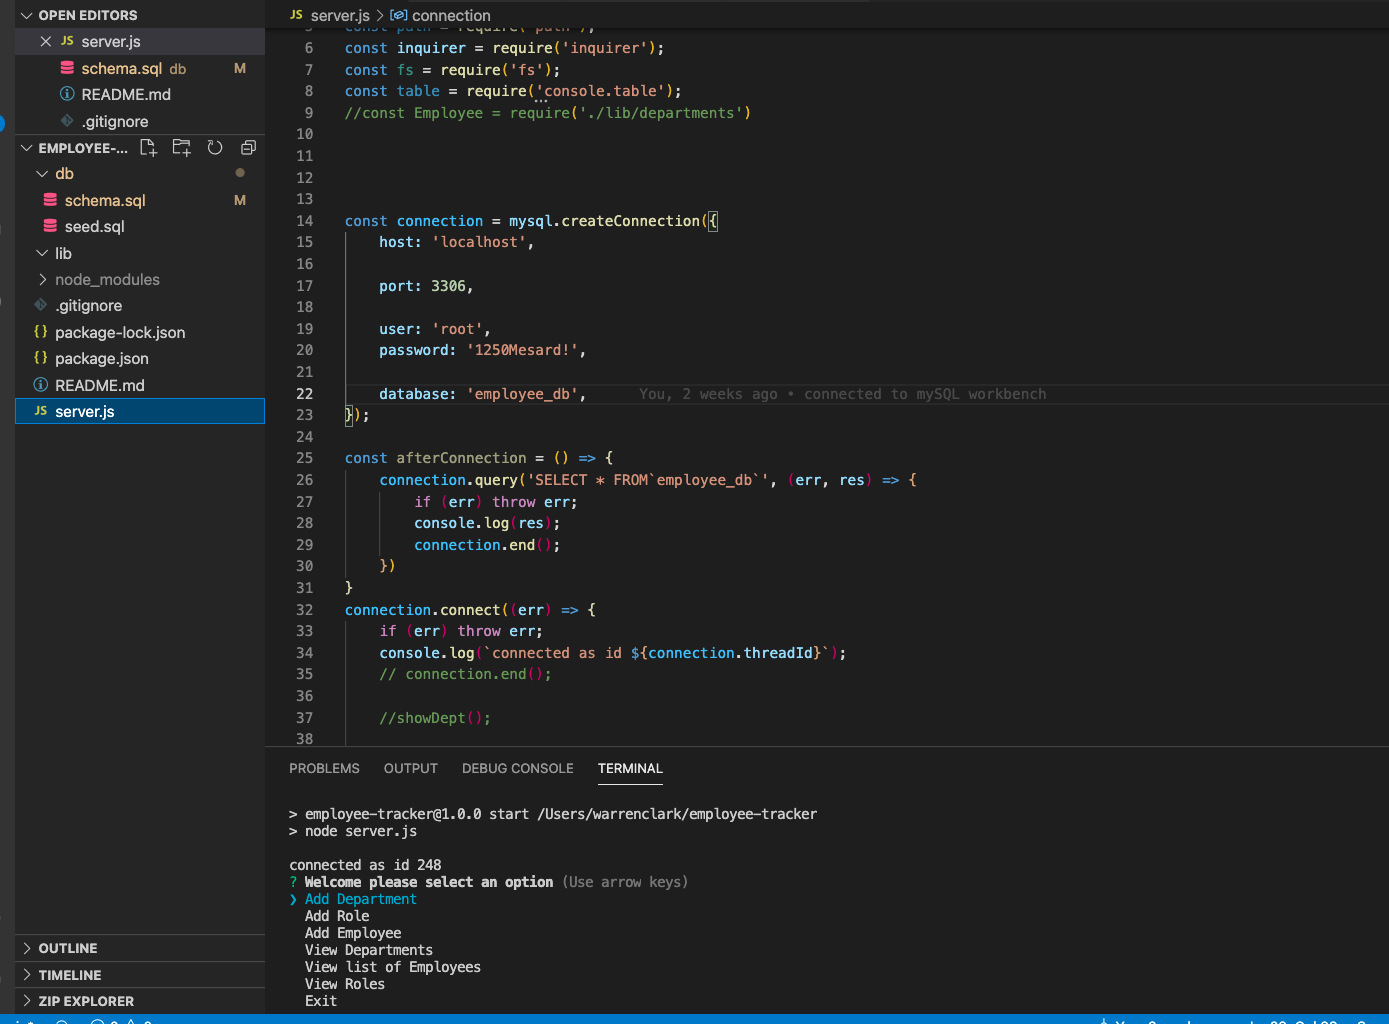 OPEN EDITORS
JS server.js
schema.sql db M
README.md
.gitignore
EMPLOYEE-...
db
schema.sql M
seed.sql
lib
node_modules
.gitignore
{} package-lock.json
{} package.json
README.md
JS server.js
OUTLINE
TIMELINE
ZIP EXPLORER
JS server.js > connection
5 const path = require('path');
6 const inquirer = require('inquirer');
7 const fs = require('fs');
8 const table = require('console.table');
9 //const Employee = require('./lib/departments')
10
11
12
13
14 const connection = mysql.createConnection({
15 host: 'localhost',
16
17 port: 3306,
18
19 user: 'root',
20 password: '1250Mesard!',
21
22 database: 'employee_db', You, 2 weeks ago • connected to mySQL workbench
23 });
24
25 const afterConnection = () => {
26 connection.query('SELECT * FROM`employee_db`', (err, res) => {
27 if (err) throw err;
28 console.log(res);
29 connection.end();
30 })
31 }
32 connection.connect((err) => {
33 if (err) throw err;
34 console.log(`connected as id ${connection.threadId}`);
35 // connection.end();
36
37 //showDept();
38
PROBLEMS OUTPUT DEBUG CONSOLE TERMINAL
> employee-tracker@1.0.0 start /Users/warrenclark/employee-tracker
> node server.js
connected as id 248
? Welcome please select an option (Use arrow keys)
❯ Add Department
Add Role
Add Employee
View Departments
View list of Employees
View Roles
Exit